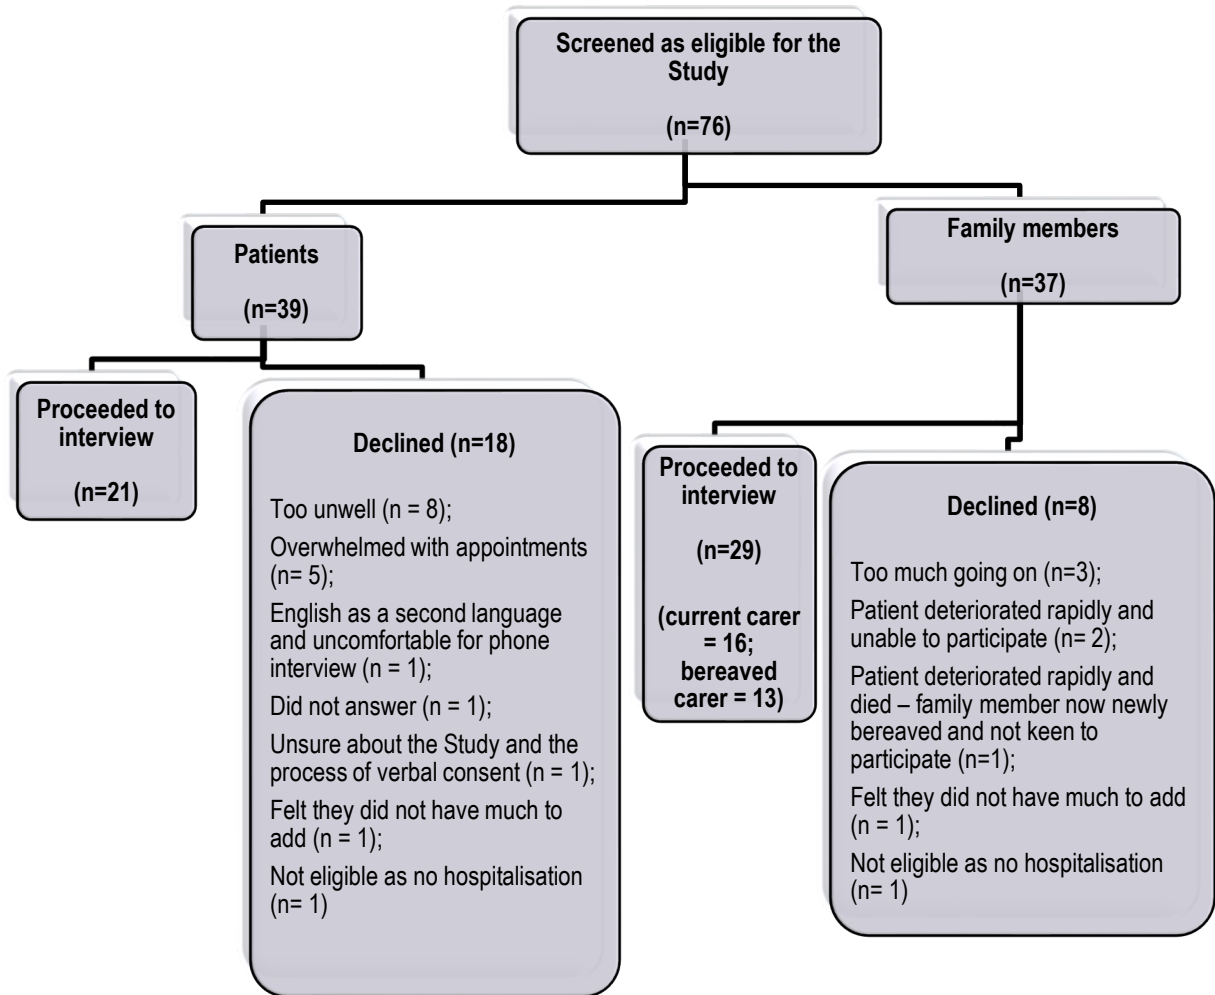 Screened as eligible for the
Study
(n=76)
Patients
(n=39)
Family members
(n=37)
Proceeded to
interview
(n=21)
Declined (n=18)
Too unwell (n = 8);
Overwhelmed with appointments
(n= 5);
English as a second language
and uncomfortable for phone
interview (n = 1);
Did not answer (n = 1);
Unsure about the Study and the
process of verbal consent (n = 1);
Felt they did not have much to
add (n = 1);
Not eligible as no hospitalisation
(n= 1)
Proceeded to
interview
(n=29)
(current carer
= 16;
bereaved
carer = 13)
Declined (n=8)
Too much going on (n=3);
Patient deteriorated rapidly and
unable to participate (n= 2);
Patient deteriorated rapidly and
died – family member now newly
bereaved and not keen to
participate (n=1);
Felt they did not have much to add
(n = 1);
Not eligible as no hospitalisation
(n= 1)